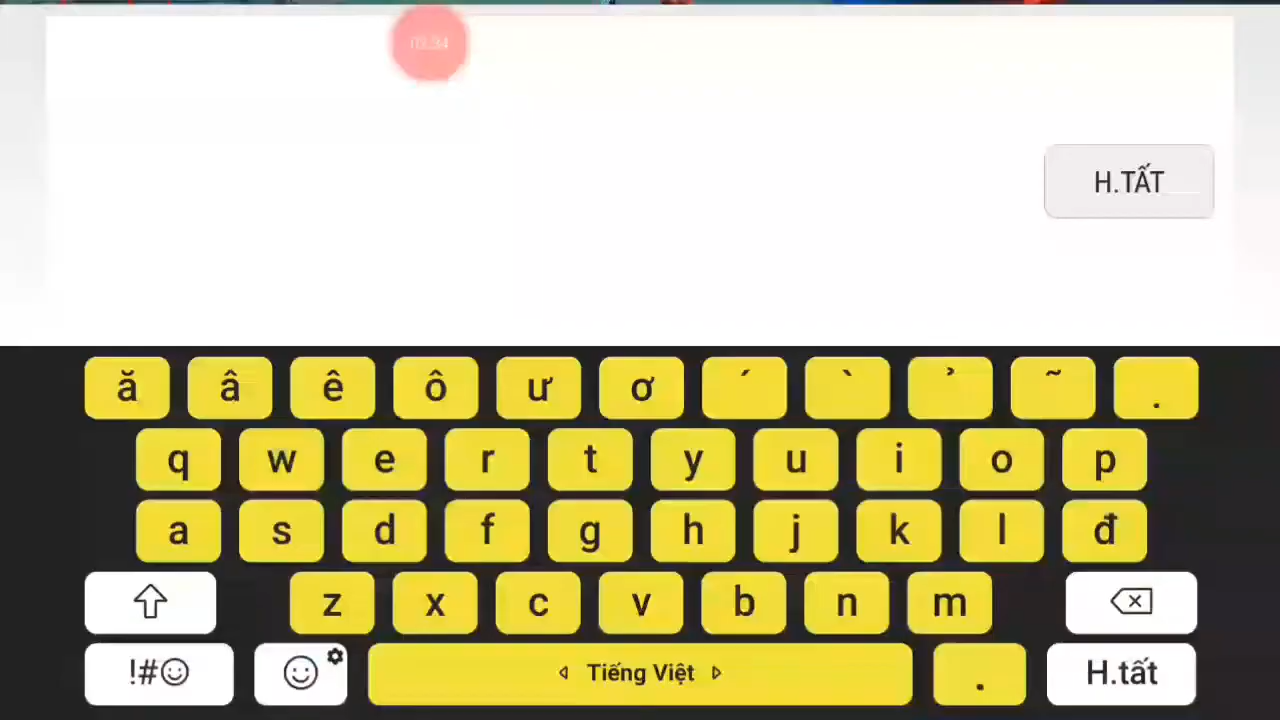 H.TẤT
ă â ê ô ư ơ ´ ` ̉ ˜ .
q w e r t y u i o p
a s d f g h j k l đ
z x c v b n m
!#☺ Tiếng Việt . H.tất